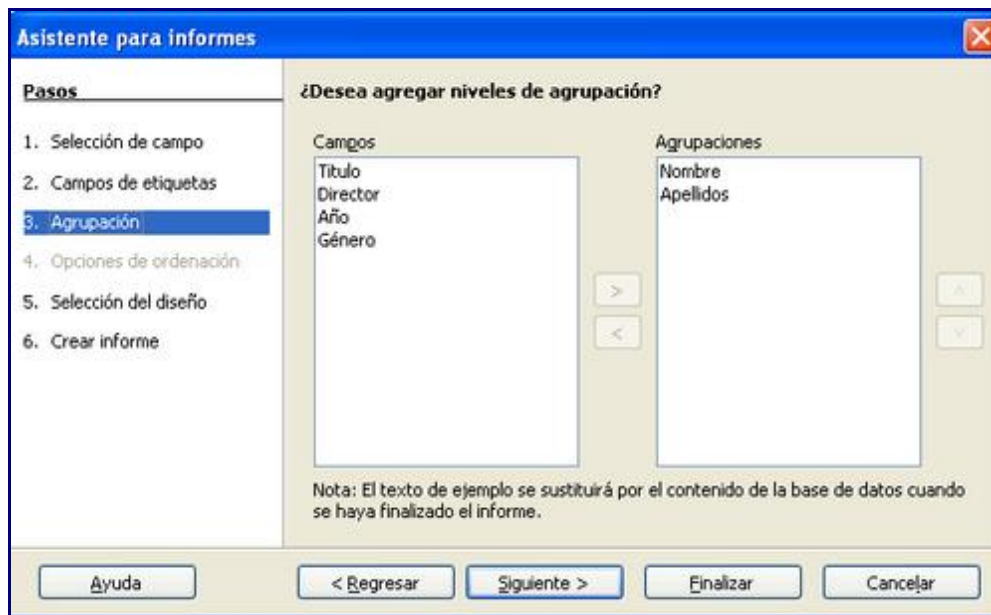 Asistente para informes
Pasos
1. Selección de campo
2. Campos de etiquetas
3. Agrupación
4. Opciones de ordenación
5. Selección del diseño
6. Crear informe
¿Desea agregar niveles de agrupación?
Campos
Titulo
Director
Año
Género
>
<
Agrupaciones
Nombre
Apellidos
^
v
Nota: El texto de ejemplo se sustituirá por el contenido de la base de datos cuando
se haya finalizado el informe.
Ayuda
< Regresar
Siguiente >
Finalizar
Cancelar